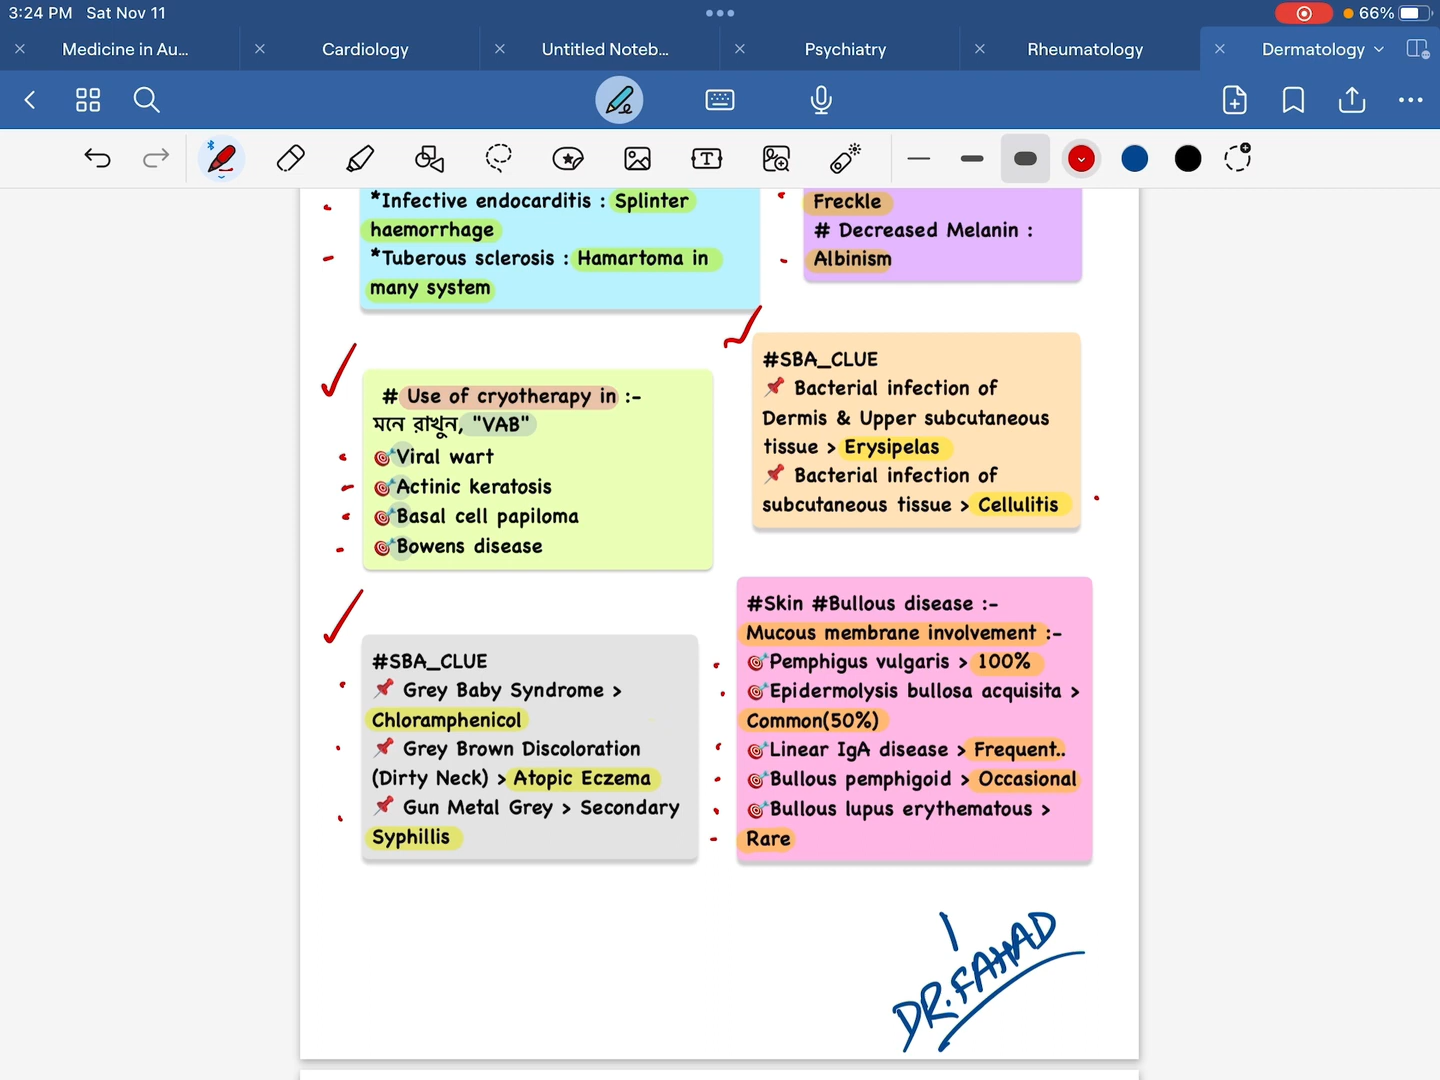 3:24 PM Sat Nov 11
66%
Medicine in Au...
Cardiology
Untitled Noteb...
Psychiatry
Rheumatology
Dermatology
*Infective endocarditis : Splinter
haemorrhage
*Tuberous sclerosis : Hamartoma in
many system
Freckle
# Decreased Melanin :
Albinism
# Use of cryotherapy in :-
মনে রাখুন, "VAB"
🎯Viral wart
🎯Actinic keratosis
🎯Basal cell papiloma
🎯Bowens disease
#SBA_CLUE
📌 Bacterial infection of
Dermis & Upper subcutaneous
tissue > Erysipelas
📌 Bacterial infection of
subcutaneous tissue > Cellulitis
#SBA_CLUE
📌 Grey Baby Syndrome >
Chloramphenicol
📌 Grey Brown Discoloration
(Dirty Neck) > Atopic Eczema
📌 Gun Metal Grey > Secondary
Syphillis
#Skin #Bullous disease :-
Mucous membrane involvement :-
🎯Pemphigus vulgaris > 100%
🎯Epidermolysis bullosa acquisita >
Common(50%)
🎯Linear IgA disease > Frequent..
🎯Bullous pemphigoid > Occasional
🎯Bullous lupus erythematous >
Rare
DR.FAHAD